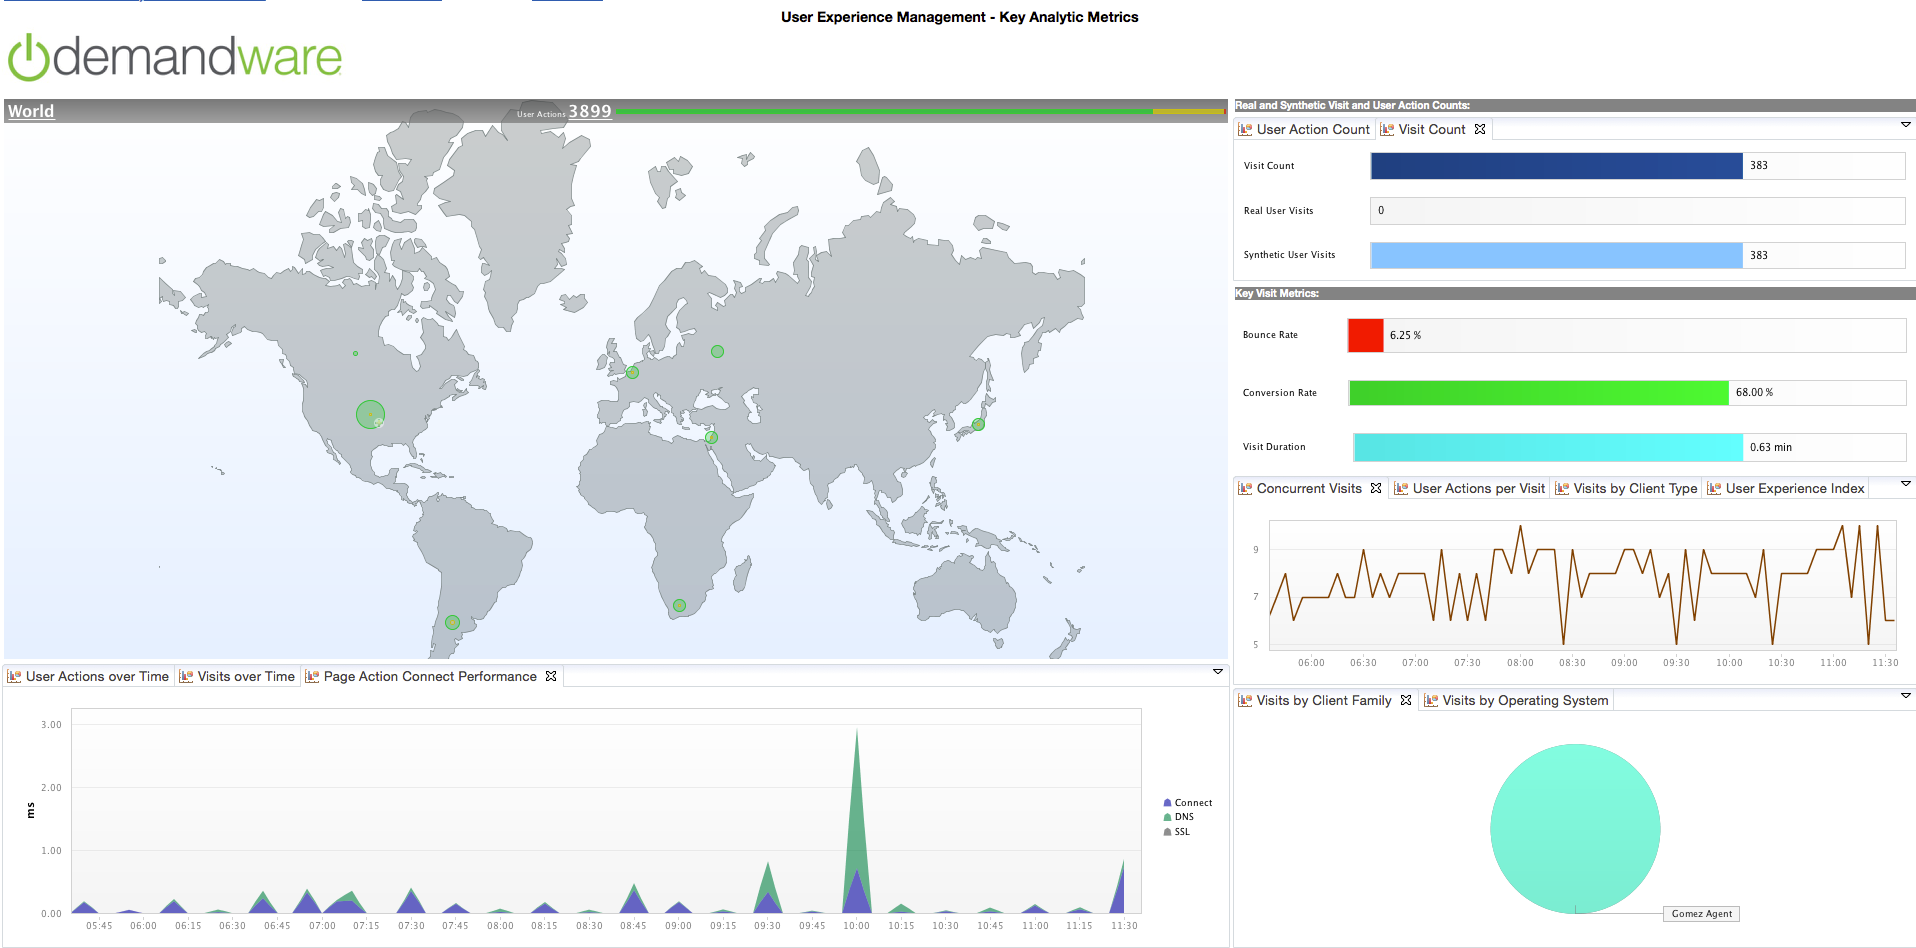 User Experience Management - Key Analytic Metrics
demandware
World
User Actions 3899
Real and Synthetic Visit and User Action Counts:
User Action Count
Visit Count
Visit Count
383
Real User Visits
0
Synthetic User Visits
383
Key Visit Metrics:
Bounce Rate
6.25 %
Conversion Rate
68.00 %
Visit Duration
0.63 min
Concurrent Visits
User Actions per Visit
Visits by Client Type
User Experience Index
9
7
5
06:00 06:30 07:00 07:30 08:00 08:30 09:00 09:30 10:00 10:30 11:00 11:30
User Actions over Time
Visits over Time
Page Action Connect Performance
3.00
2.00
1.00
0.00
ms
05:45 06:00 06:15 06:30 06:45 07:00 07:15 07:30 07:45 08:00 08:15 08:30 08:45 09:00 09:15 09:30 09:45 10:00 10:15 10:30 10:45 11:00 11:15 11:30
Connect
DNS
SSL
Visits by Client Family
Visits by Operating System
Gomez Agent